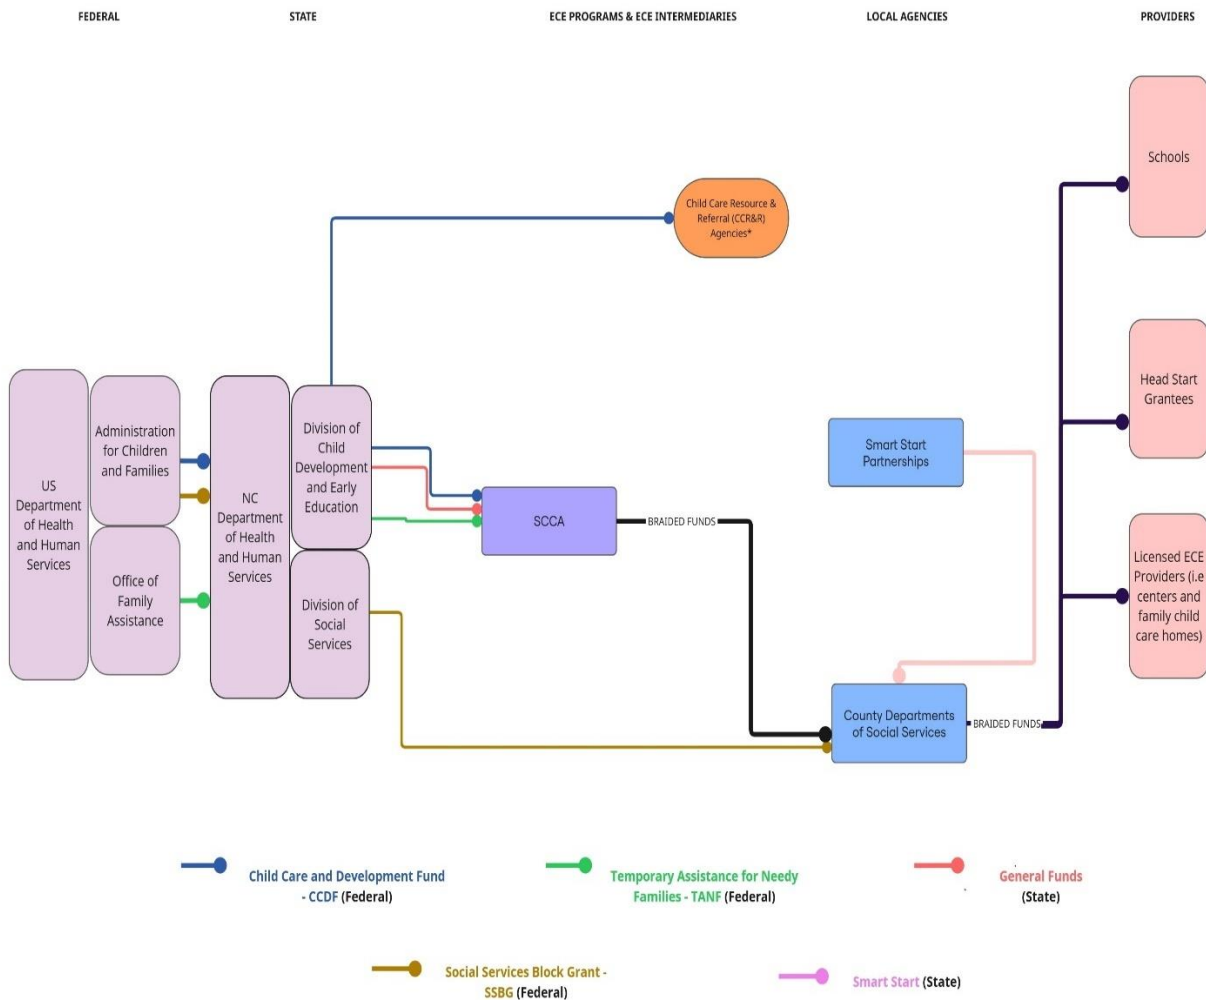 FEDERAL
STATE
ECE PROGRAMS & ECE INTERMEDIARIES
LOCAL AGENCIES
PROVIDERS
Schools
Child Care Resource &
Referral (CCR&R)
Agencies*
Head Start
Grantees
US
Department
of Health
and Human
Services
Administration
for Children
and Families
Office of
Family
Assistance
NC
Department
of Health
and Human
Services
Division of
Child
Development
and Early
Education
Division of
Social
Services
SCCA
BRAIDED FUNDS
Smart Start
Partnerships
County Departments
of Social Services
BRAIDED FUNDS
Licensed ECE
Providers (i.e
centers and
family child
care homes)
Child Care and Development Fund
- CCDF (Federal)
Temporary Assistance for Needy
Families - TANF (Federal)
General Funds
(State)
Social Services Block Grant -
SSBG (Federal)
Smart Start (State)